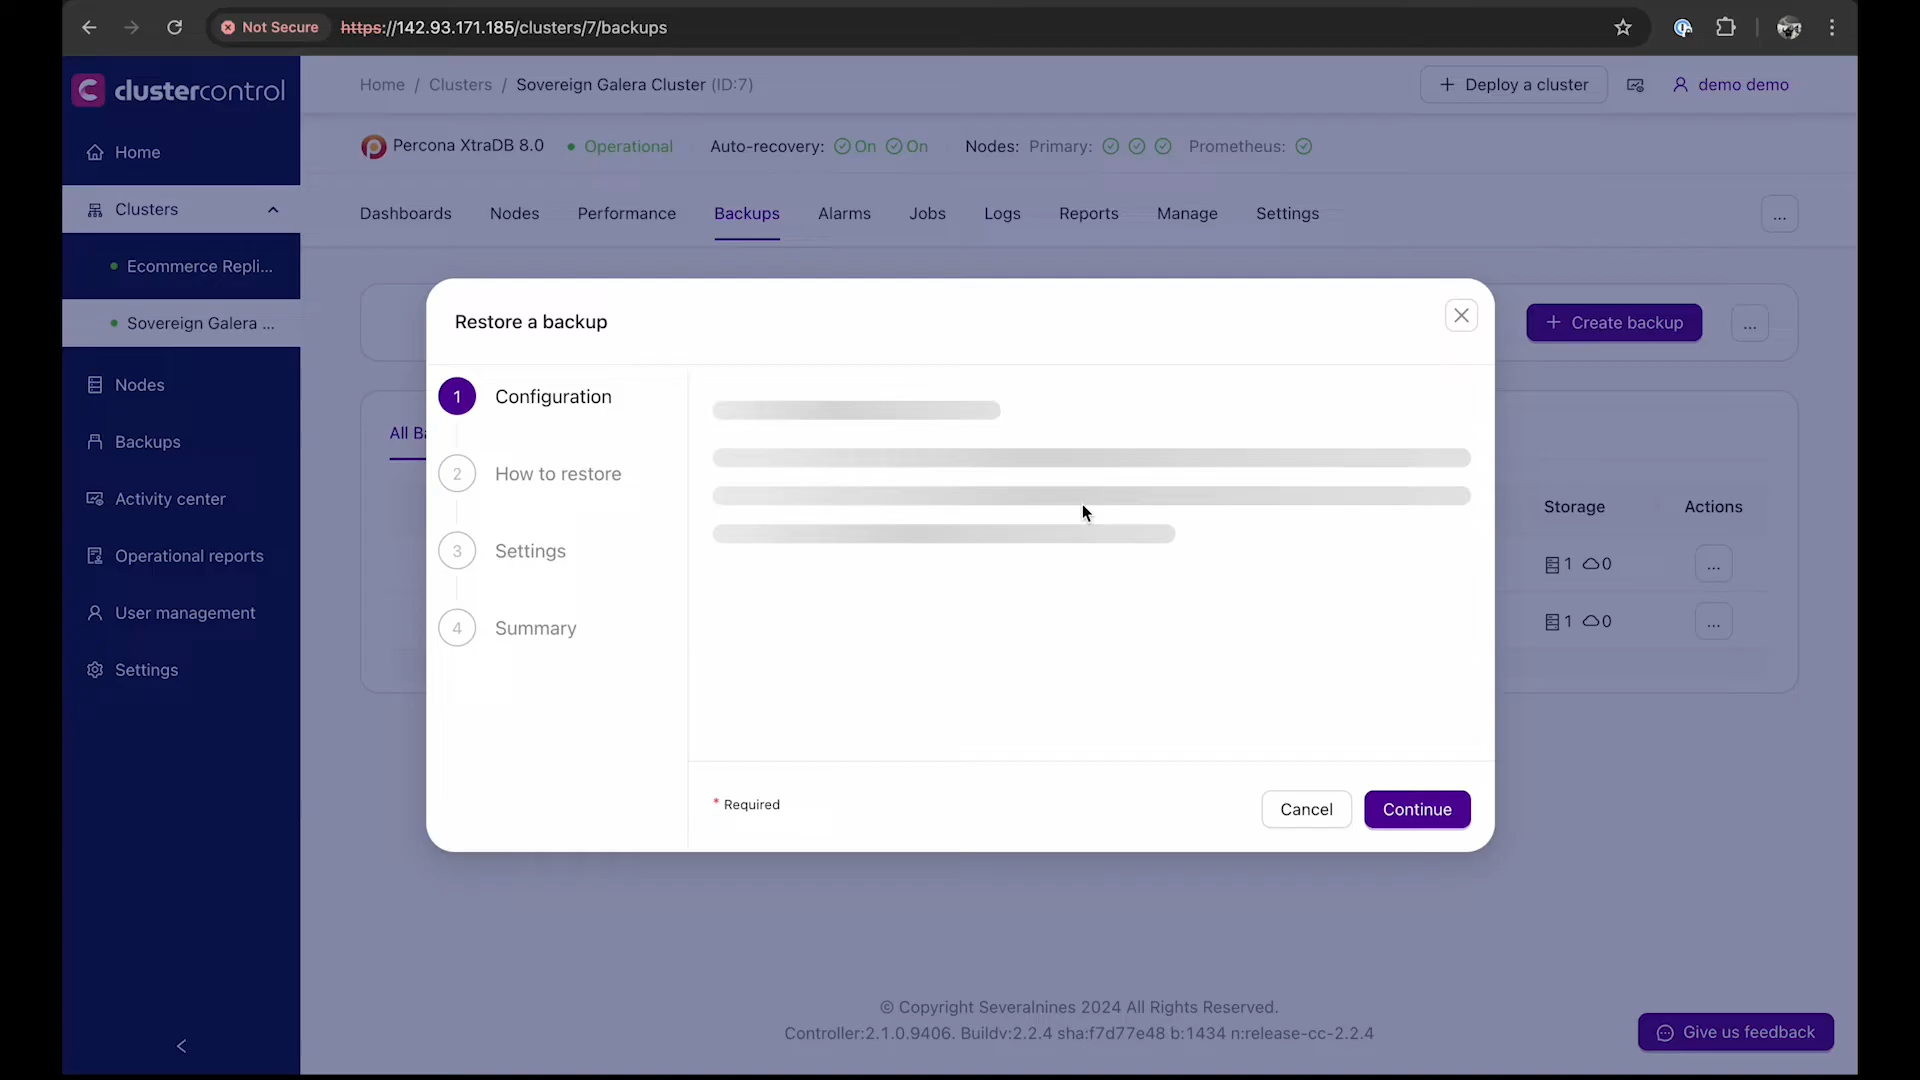 Not Secure https://142.93.171.185/clusters/7/backups
clustercontrol
Home / Clusters / Sovereign Galera Cluster (ID:7)
+ Deploy a cluster
demo demo
Home
Clusters
Ecommerce Repli...
Sovereign Galera ...
Nodes
Backups
Activity center
Operational reports
User management
Settings
Percona XtraDB 8.0 • Operational Auto-recovery: On On Nodes: Primary: Prometheus:
Dashboards Nodes Performance Backups Alarms Jobs Logs Reports Manage Settings ...
+ Create backup ...
All Ba
Storage Actions
1 0 ...
1 0 ...
Restore a backup
1 Configuration
2 How to restore
3 Settings
4 Summary
* Required
Cancel Continue
© Copyright Severalnines 2024 All Rights Reserved.
Controller:2.1.0.9406. Buildv:2.2.4 sha:f7d77e48 b:1434 n:release-cc-2.2.4
Give us feedback